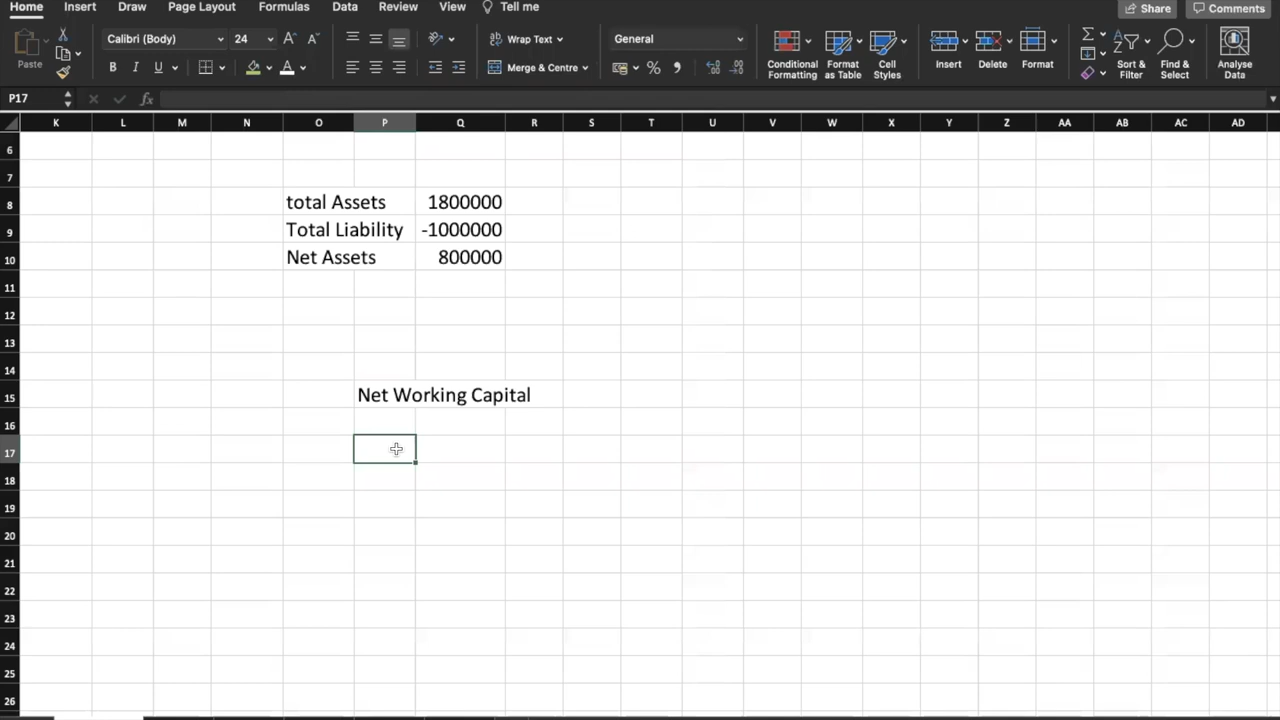 Home Insert Draw Page Layout Formulas Data Review View Tell me Share Comments
Calibri (Body) 24 A A Wrap Text General
Paste B I U A Merge & Centre % Conditional Formatting Format as Table Cell Styles Insert Delete Format Sort & Filter Find & Select Analyse Data
P17 fx
K L M N O P Q R S T U V W X Y Z AA AB AC AD
6
7
8 total Assets 1800000
9 Total Liability -1000000
10 Net Assets 800000
11
12
13
14
15 Net Working Capital
16
17
18
19
20
21
22
23
24
25
26